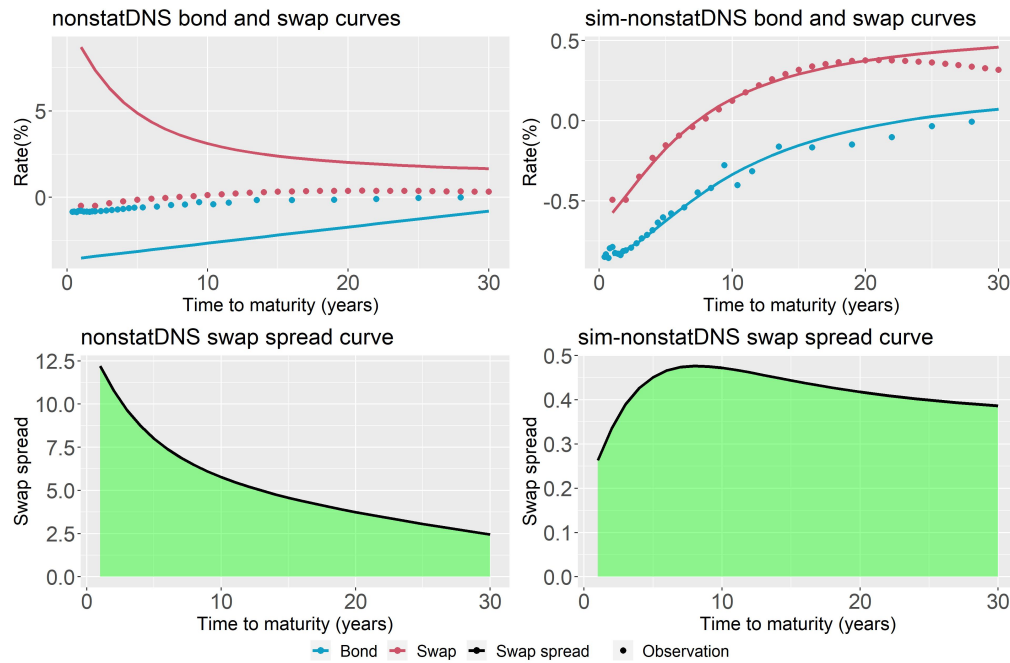 nonstatDNS bond and swap curves
Rate(%)
5
0
0
10
20
30
Time to maturity (years)
sim-nonstatDNS bond and swap curves
Rate(%)
0.5
0.0
-0.5
0
10
20
30
Time to maturity (years)
nonstatDNS swap spread curve
Swap spread
12.5
10.0
7.5
5.0
2.5
0.0
0
10
20
30
Time to maturity (years)
sim-nonstatDNS swap spread curve
Swap spread
0.5
0.4
0.3
0.2
0.1
0.0
0
10
20
30
Time to maturity (years)
Bond Swap Swap spread Observation